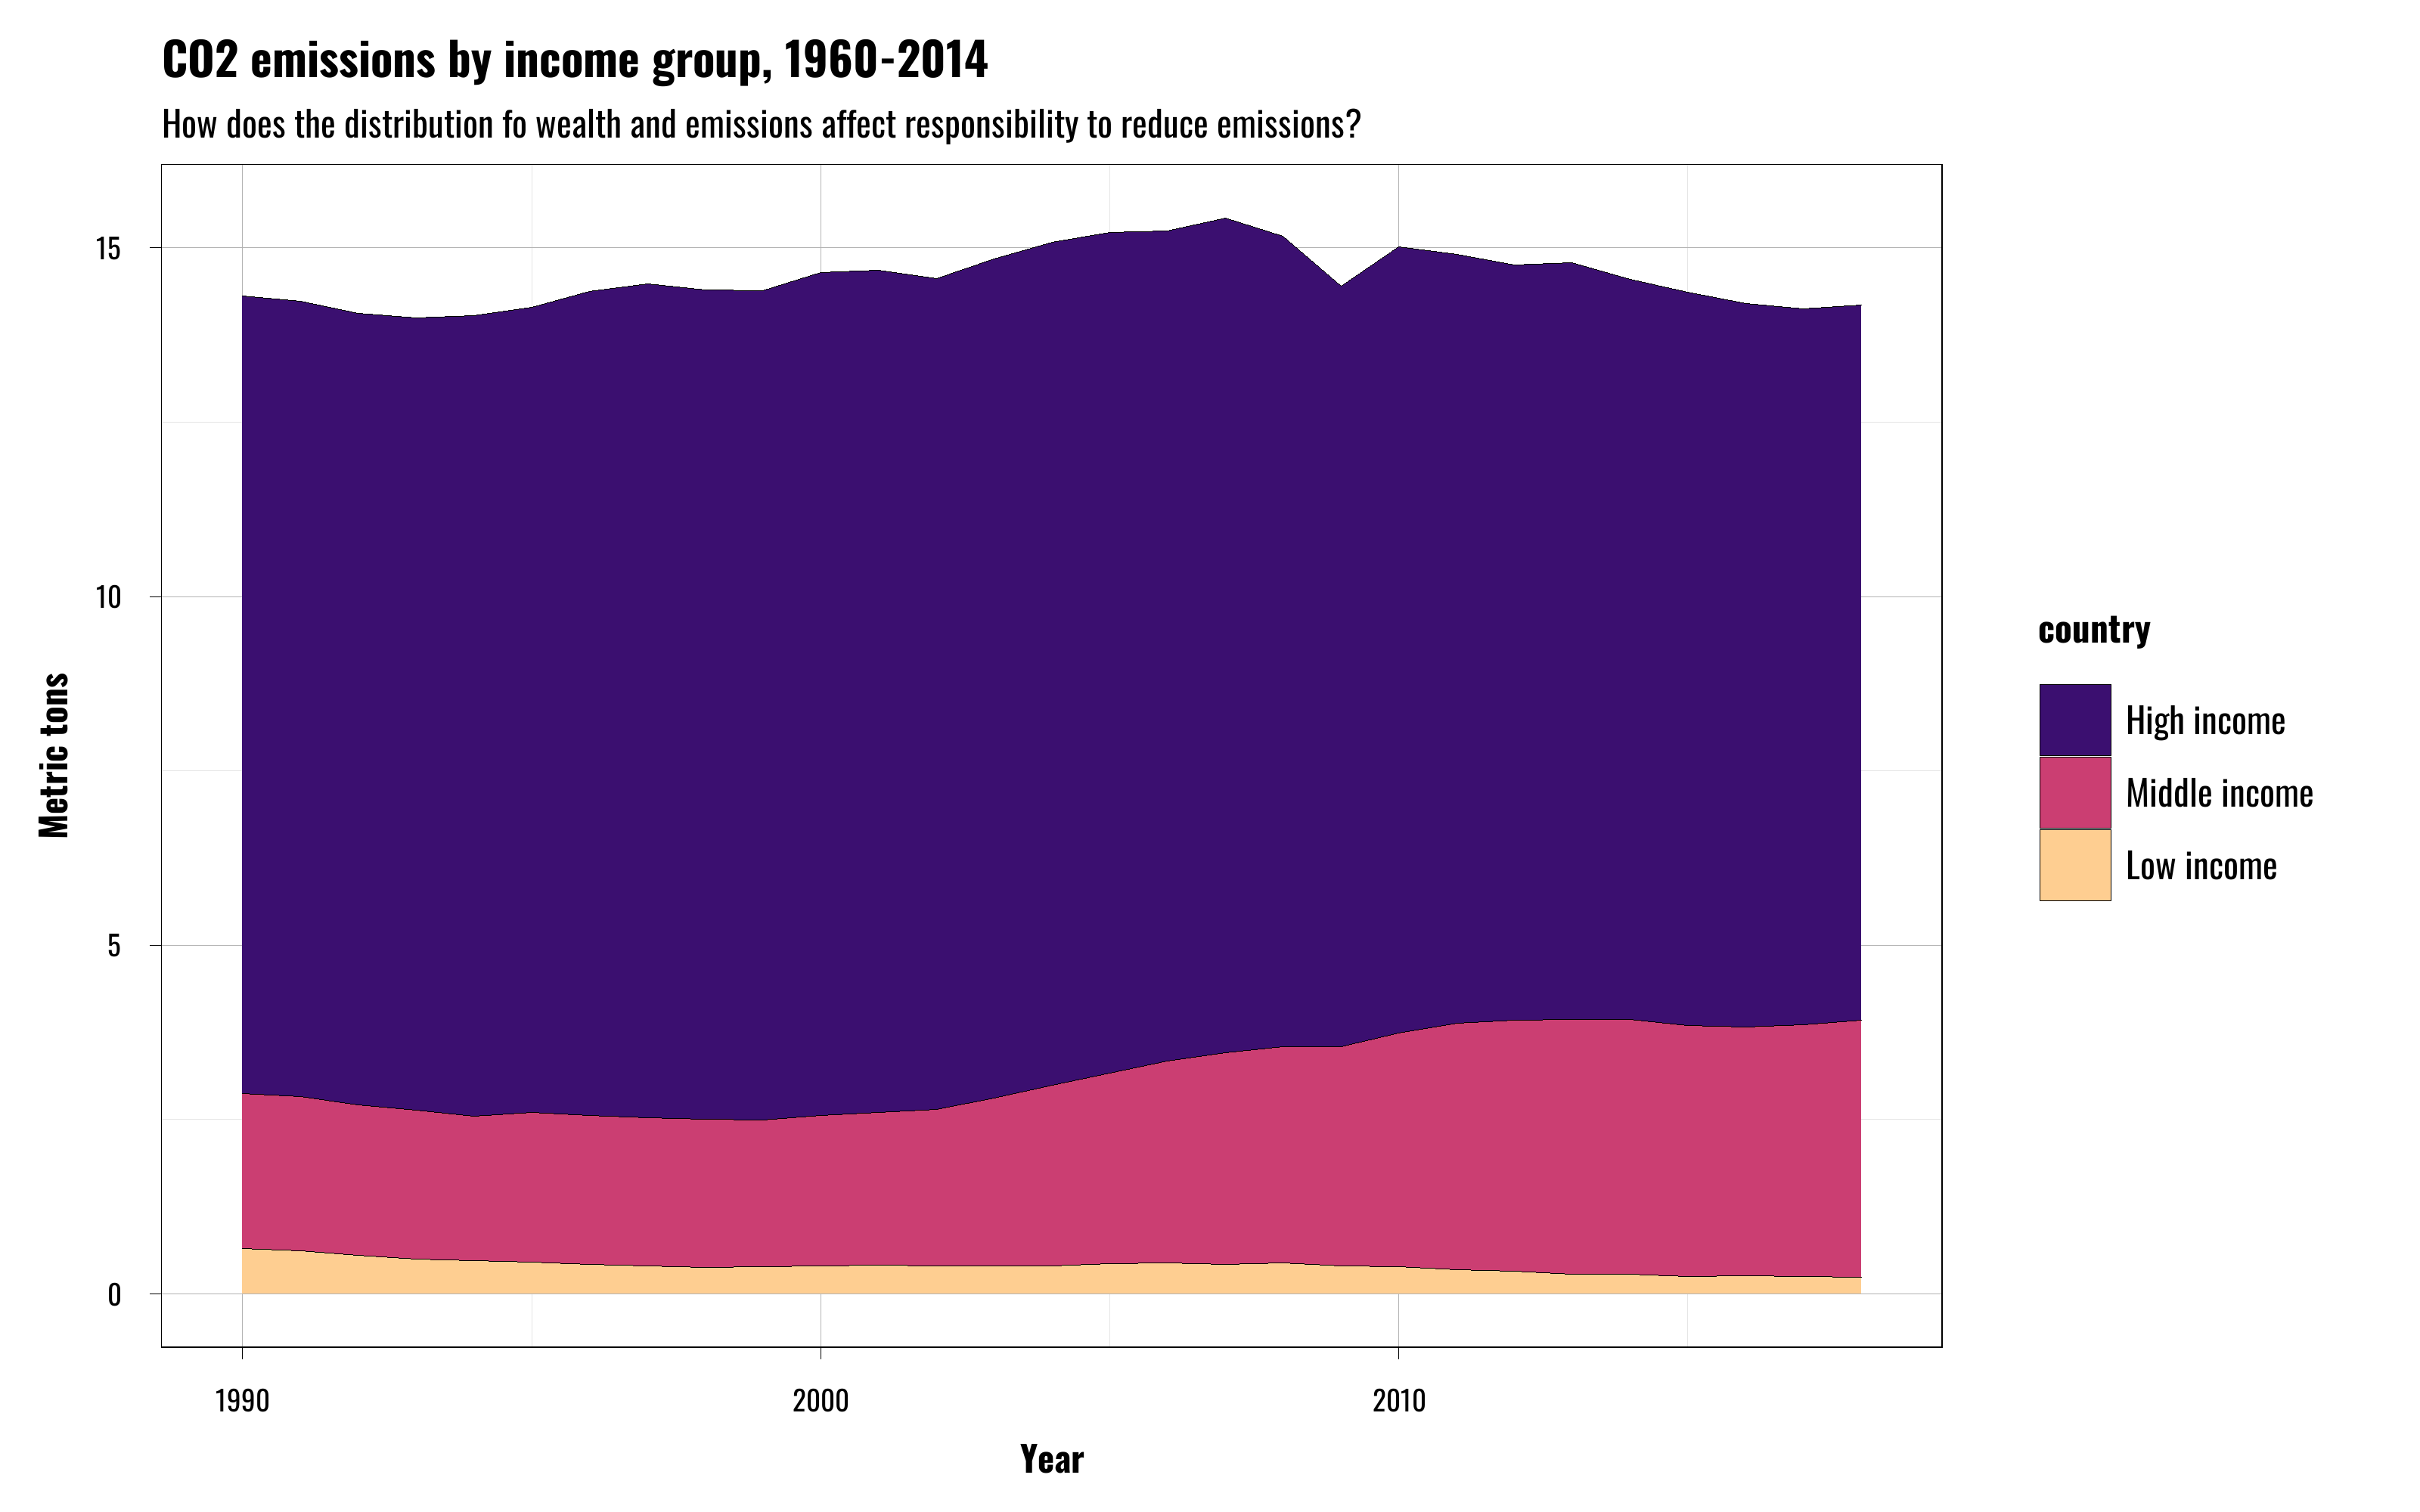 CO2 emissions by income group, 1960-2014
How does the distribution fo wealth and emissions affect responsibility to reduce emissions?
15
10
5
0
Metric tons
1990
2000
2010
Year
country
High income
Middle income
Low income